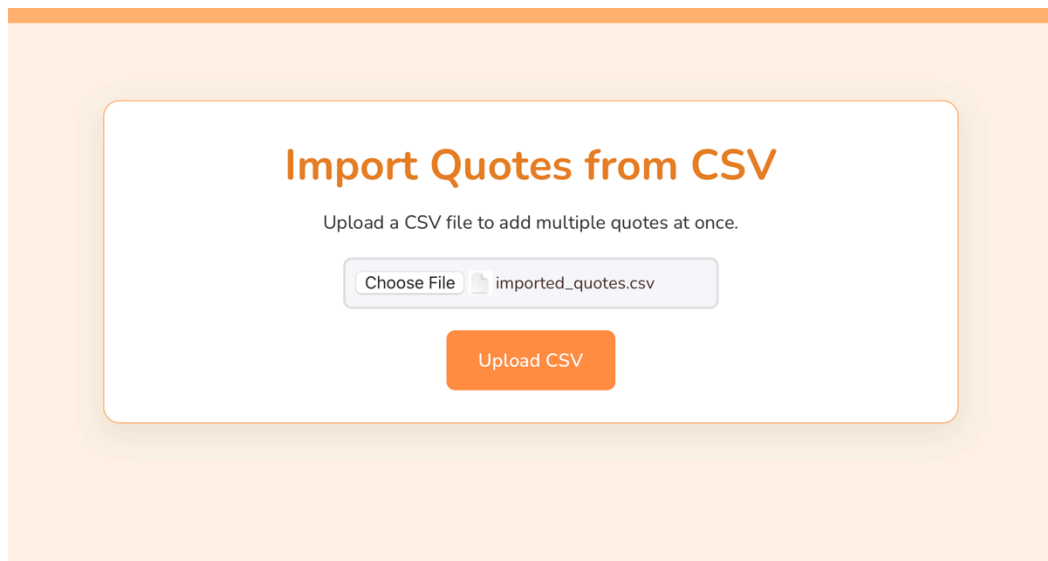 Import Quotes from CSV
Upload a CSV file to add multiple quotes at once.
Choose File imported_quotes.csv
Upload CSV